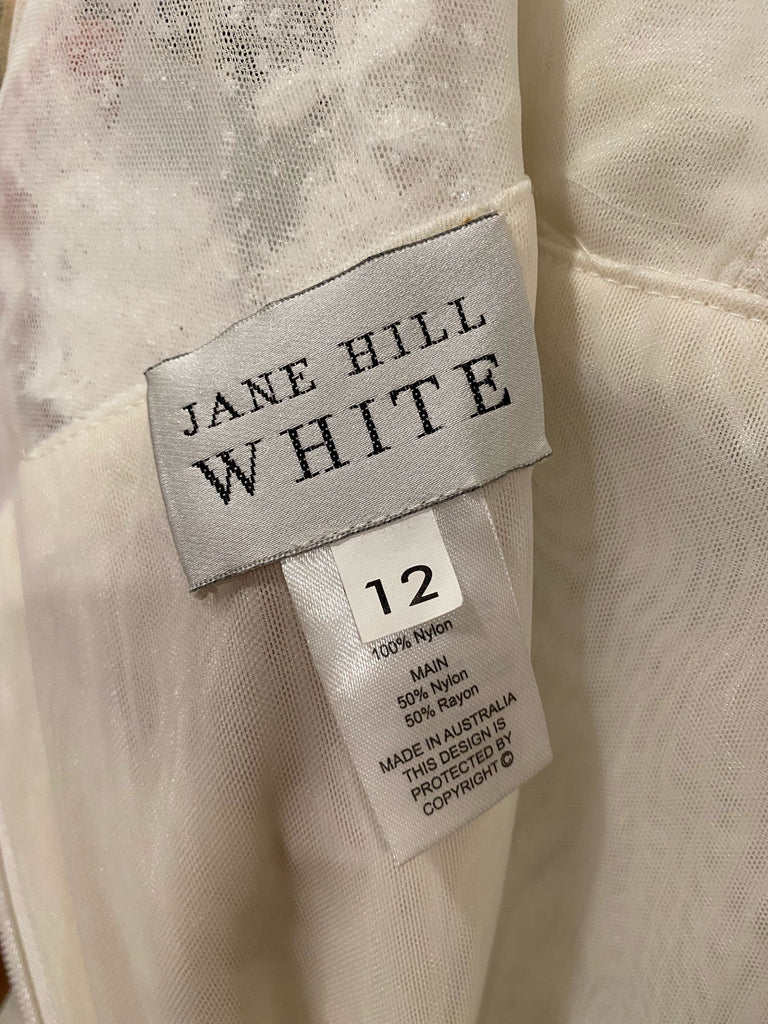 JANE HILL
WHITE
12
100% Nylon
MAIN
50% Nylon
50% Rayon
MADE IN AUSTRALIA
THIS DESIGN IS
PROTECTED BY
COPYRIGHT ©